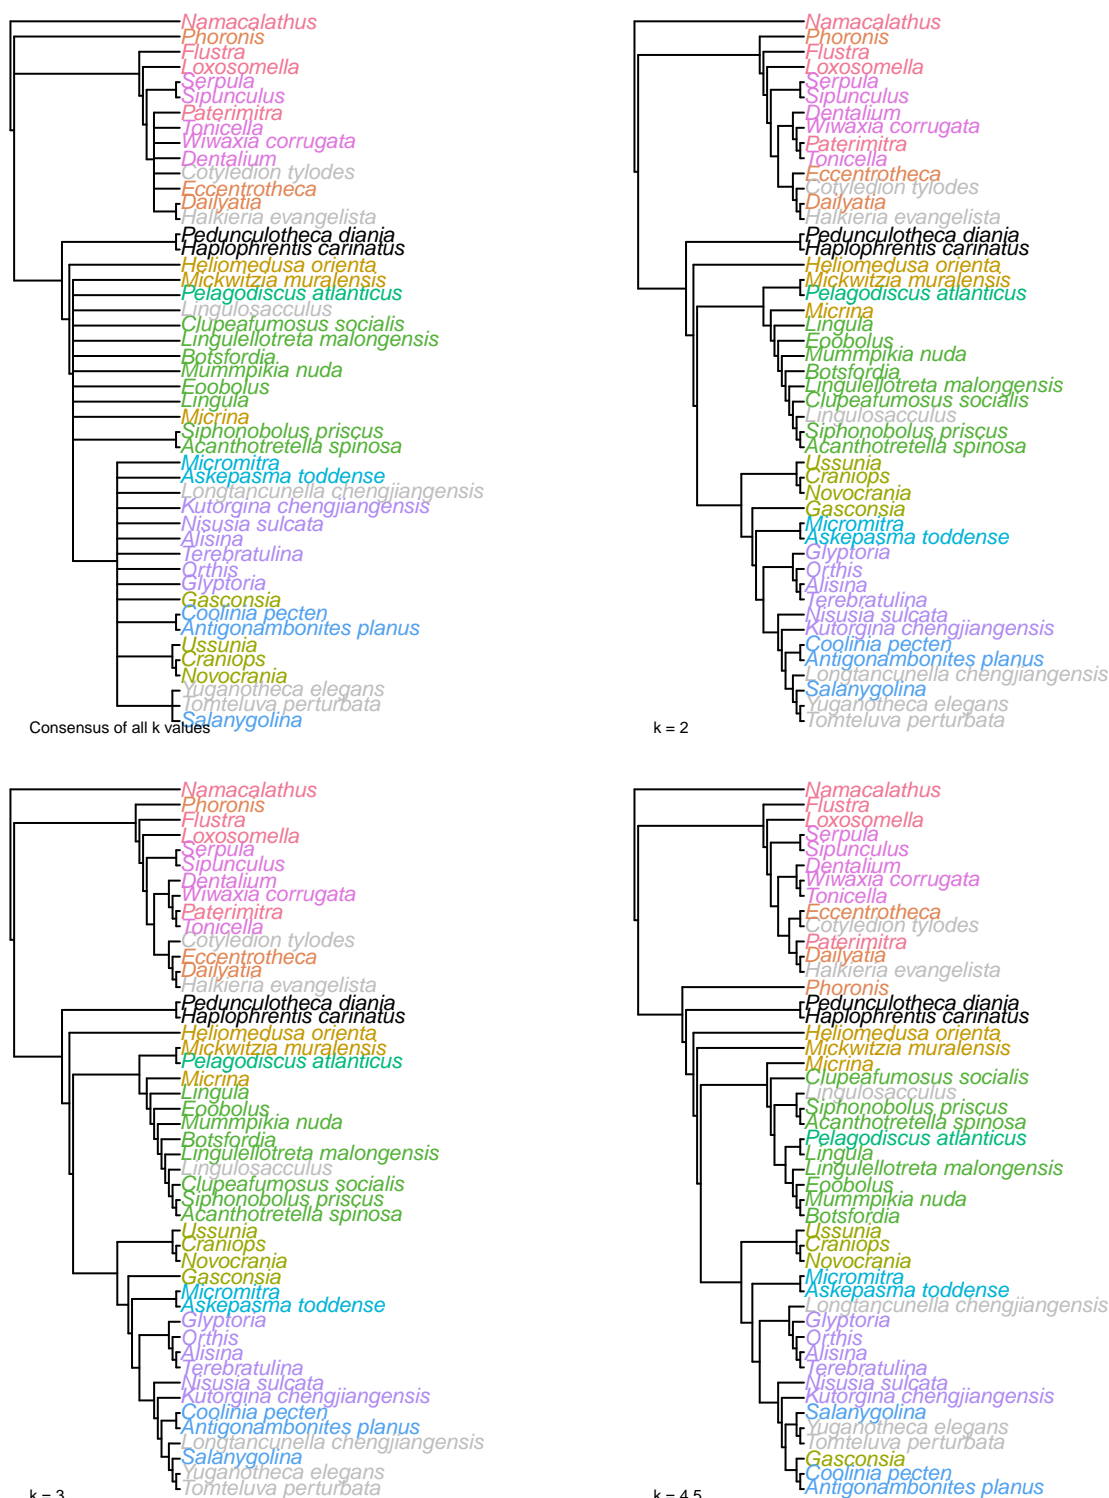 Namacalathus
Phoronis
Flustra
Loxosomella
Serpula
Sipunculus
Paterimitra
Tonicella
Wiwaxia corrugata
Dentalium
Cotyledion tylodes
Eccentrotheca
Dailyatia
Halkieria evangelista
Pedunculotheca diania
Haplophrentis carinatus
Heliomedusa orienta
Mickwitzia muralensis
Pelagodiscus atlanticus
Lingulosacculus
Clupeafumosus socialis
Lingulellotreta malongensis
Botsfordia
Mummpikia nuda
Eoobolus
Lingula
Micrina
Siphonobolus priscus
Acanthotretella spinosa
Micromitra
Askepasma toddense
Longtancunella chengjiangensis
Kutorgina chengjiangensis
Nisusia sulcata
Alisina
Terebratulina
Orthis
Glyptoria
Gasconsia
Coolinia pecten
Antigonambonites planus
Ussunia
Craniops
Novocrania
Yuganotheca elegans
Tomteluva perturbata
Salanygolina
Consensus of all k values
Namacalathus
Phoronis
Flustra
Loxosomella
Serpula
Sipunculus
Dentalium
Wiwaxia corrugata
Paterimitra
Tonicella
Eccentrotheca
Cotyledion tylodes
Dailyatia
Halkieria evangelista
Pedunculotheca diania
Haplophrentis carinatus
Heliomedusa orienta
Mickwitzia muralensis
Pelagodiscus atlanticus
Micrina
Lingula
Eoobolus
Mummpikia nuda
Botsfordia
Lingulellotreta malongensis
Clupeafumosus socialis
Lingulosacculus
Siphonobolus priscus
Acanthotretella spinosa
Ussunia
Craniops
Novocrania
Gasconsia
Micromitra
Askepasma toddense
Glyptoria
Orthis
Alisina
Terebratulina
Nisusia sulcata
Kutorgina chengjiangensis
Coolinia pecten
Antigonambonites planus
Longtancunella chengjiangensis
Salanygolina
Yuganotheca elegans
Tomteluva perturbata
k = 2
Namacalathus
Phoronis
Flustra
Loxosomella
Serpula
Sipunculus
Dentalium
Wiwaxia corrugata
Paterimitra
Tonicella
Cotyledion tylodes
Eccentrotheca
Dailyatia
Halkieria evangelista
Pedunculotheca diania
Haplophrentis carinatus
Heliomedusa orienta
Mickwitzia muralensis
Pelagodiscus atlanticus
Micrina
Lingula
Eoobolus
Mummpikia nuda
Botsfordia
Lingulellotreta malongensis
Lingulosacculus
Clupeafumosus socialis
Siphonobolus priscus
Acanthotretella spinosa
Ussunia
Craniops
Novocrania
Gasconsia
Micromitra
Askepasma toddense
Glyptoria
Orthis
Alisina
Terebratulina
Nisusia sulcata
Kutorgina chengjiangensis
Coolinia pecten
Antigonambonites planus
Longtancunella chengjiangensis
Salanygolina
Yuganotheca elegans
Tomteluva perturbata
k = 3
Namacalathus
Flustra
Loxosomella
Serpula
Sipunculus
Dentalium
Wiwaxia corrugata
Tonicella
Eccentrotheca
Cotyledion tylodes
Paterimitra
Dailyatia
Halkieria evangelista
Phoronis
Pedunculotheca diania
Haplophrentis carinatus
Heliomedusa orienta
Mickwitzia muralensis
Micrina
Clupeafumosus socialis
Lingulosacculus
Siphonobolus priscus
Acanthotretella spinosa
Pelagodiscus atlanticus
Lingula
Lingulellotreta malongensis
Eoobolus
Mummpikia nuda
Botsfordia
Ussunia
Craniops
Novocrania
Micromitra
Askepasma toddense
Longtancunella chengjiangensis
Glyptoria
Orthis
Alisina
Terebratulina
Nisusia sulcata
Kutorgina chengjiangensis
Salanygolina
Yuganotheca elegans
Tomteluva perturbata
Gasconsia
Coolinia pecten
Antigonambonites planus
k = 4.5